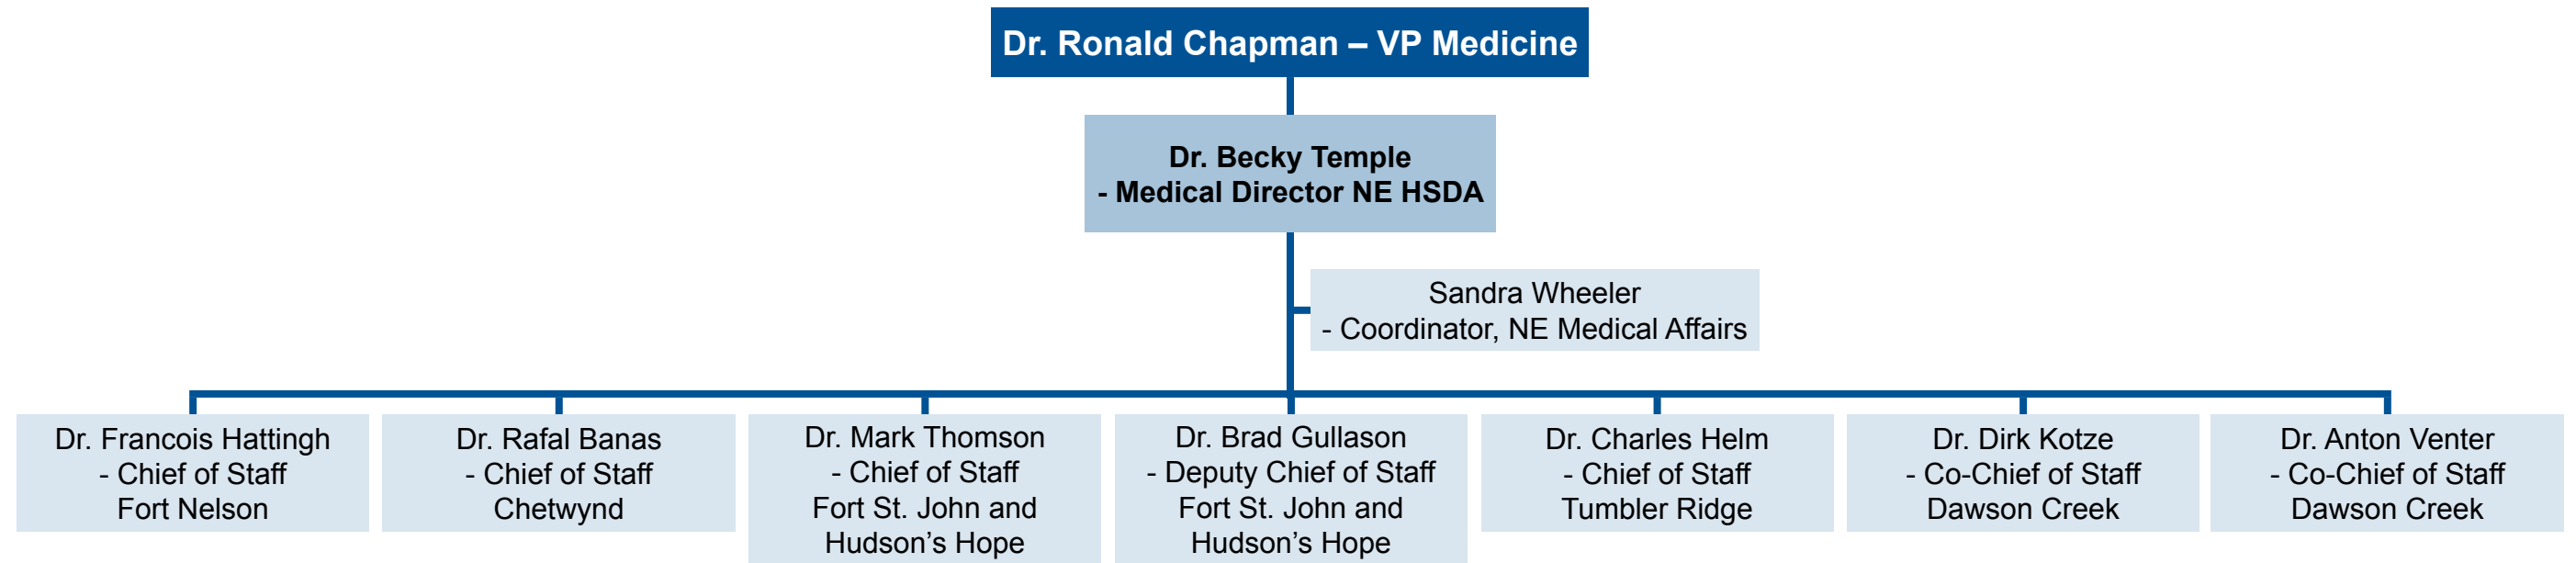 Dr. Ronald Chapman – VP Medicine
Dr. Becky Temple
- Medical Director NE HSDA
Sandra Wheeler
- Coordinator, NE Medical Affairs
Dr. Francois Hattingh
- Chief of Staff
Fort Nelson
Dr. Rafal Banas
- Chief of Staff
Chetwynd
Dr. Mark Thomson
- Chief of Staff
Fort St. John and
Hudson’s Hope
Dr. Brad Gullason
- Deputy Chief of Staff
Fort St. John and
Hudson’s Hope
Dr. Charles Helm
- Chief of Staff
Tumbler Ridge
Dr. Dirk Kotze
- Co-Chief of Staff
Dawson Creek
Dr. Anton Venter
- Co-Chief of Staff
Dawson Creek